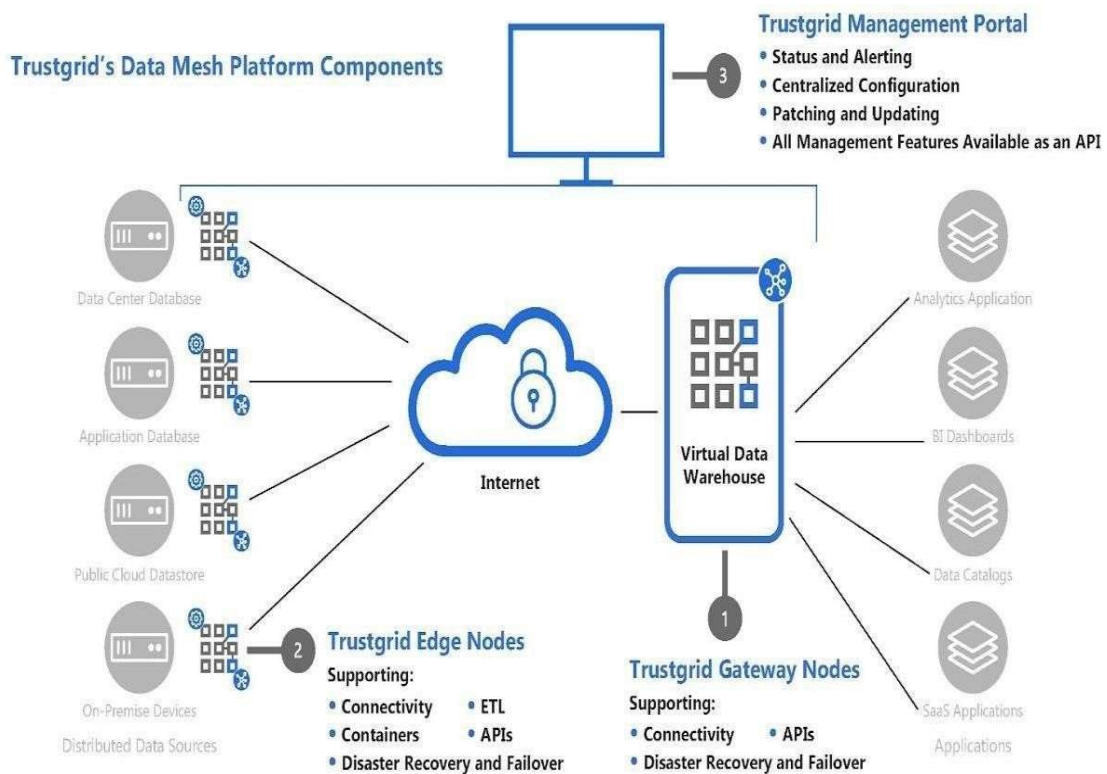 Trustgrid's Data Mesh Platform Components
Trustgrid Management Portal
• Status and Alerting
• Centralized Configuration
• Patching and Updating
• All Management Features Available as an API
3
Data Center Database
Application Database
Public Cloud Datastore
On-Premise Devices
Distributed Data Sources
Internet
Virtual Data
Warehouse
Analytics Application
BI Dashboards
Data Catalogs
SaaS Applications
Applications
2
Trustgrid Edge Nodes
Supporting:
• Connectivity • ETL
• Containers • APIs
• Disaster Recovery and Failover
1
Trustgrid Gateway Nodes
Supporting:
• Connectivity • APIs
• Disaster Recovery and Failover